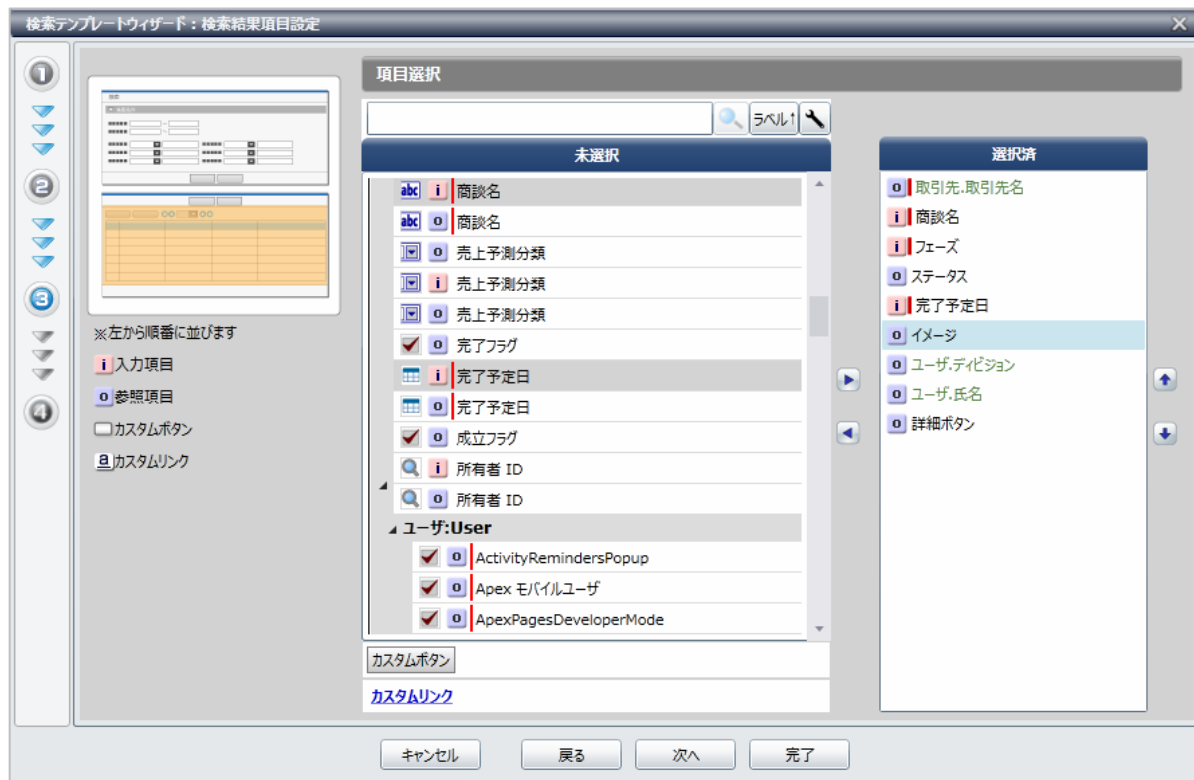 検索テンプレートウィザード：検索結果項目設定
1
2
3
4
検索
※左から順番に並びます
i 入力項目
o 参照項目
カスタムボタン
a カスタムリンク
項目選択
ラベル↑
未選択
abc i 商談名
abc o 商談名
o 売上予測分類
i 売上予測分類
o 売上予測分類
o 完了フラグ
i 完了予定日
o 完了予定日
o 成立フラグ
i 所有者 ID
o 所有者 ID
ユーザ:User
o ActivityRemindersPopup
o Apex モバイルユーザ
o ApexPagesDeveloperMode
カスタムボタン
カスタムリンク
選択済
o 取引先.取引先名
i 商談名
i フェーズ
o ステータス
i 完了予定日
o イメージ
o ユーザ.ディビジョン
o ユーザ.氏名
o 詳細ボタン
キャンセル
戻る
次へ
完了